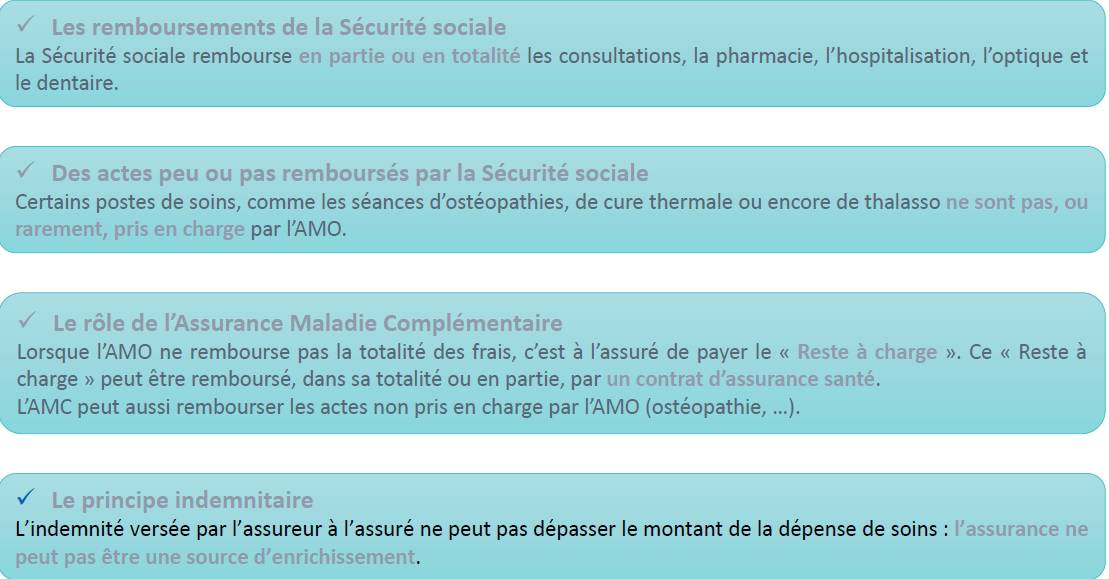 ✓ Les remboursements de la Sécurité sociale
La Sécurité sociale rembourse en partie ou en totalité les consultations, la pharmacie, l’hospitalisation, l’optique et
le dentaire.
✓ Des actes peu ou pas remboursés par la Sécurité sociale
Certains postes de soins, comme les séances d’ostéopathies, de cure thermale ou encore de thalasso ne sont pas, ou
rarement, pris en charge par l’AMO.
✓ Le rôle de l’Assurance Maladie Complémentaire
Lorsque l’AMO ne rembourse pas la totalité des frais, c’est à l’assuré de payer le « Reste à charge ». Ce « Reste à
charge » peut être remboursé, dans sa totalité ou en partie, par un contrat d’assurance santé.
L’AMC peut aussi rembourser les actes non pris en charge par l’AMO (ostéopathie, …).
✓ Le principe indemnitaire
L’indemnité versée par l’assureur à l’assuré ne peut pas dépasser le montant de la dépense de soins : l’assurance ne
peut pas être une source d’enrichissement.